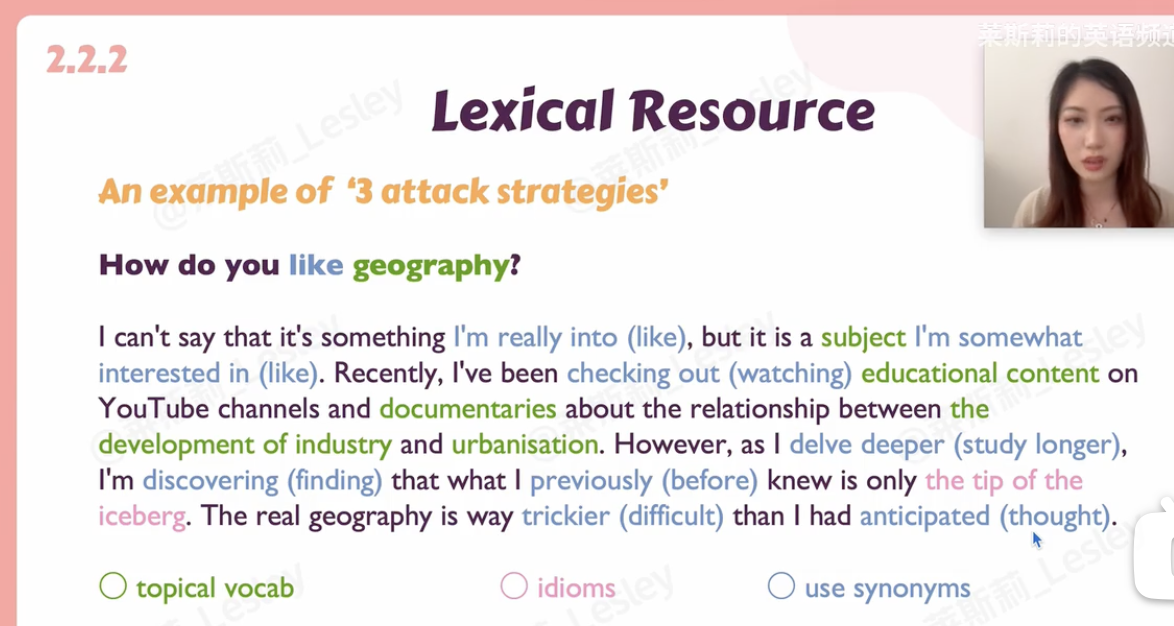 莱斯莉的英语频道
2.2.2
Lexical Resource
An example of ‘3 attack strategies’
How do you like geography?
I can't say that it's something I'm really into (like), but it is a subject I'm somewhat
interested in (like). Recently, I've been checking out (watching) educational content on
YouTube channels and documentaries about the relationship between the
development of industry and urbanisation. However, as I delve deeper (study longer),
I'm discovering (finding) that what I previously (before) knew is only the tip of the
iceberg. The real geography is way trickier (difficult) than I had anticipated (thought).
topical vocab
idioms
use synonyms
@莱斯莉_Lesley